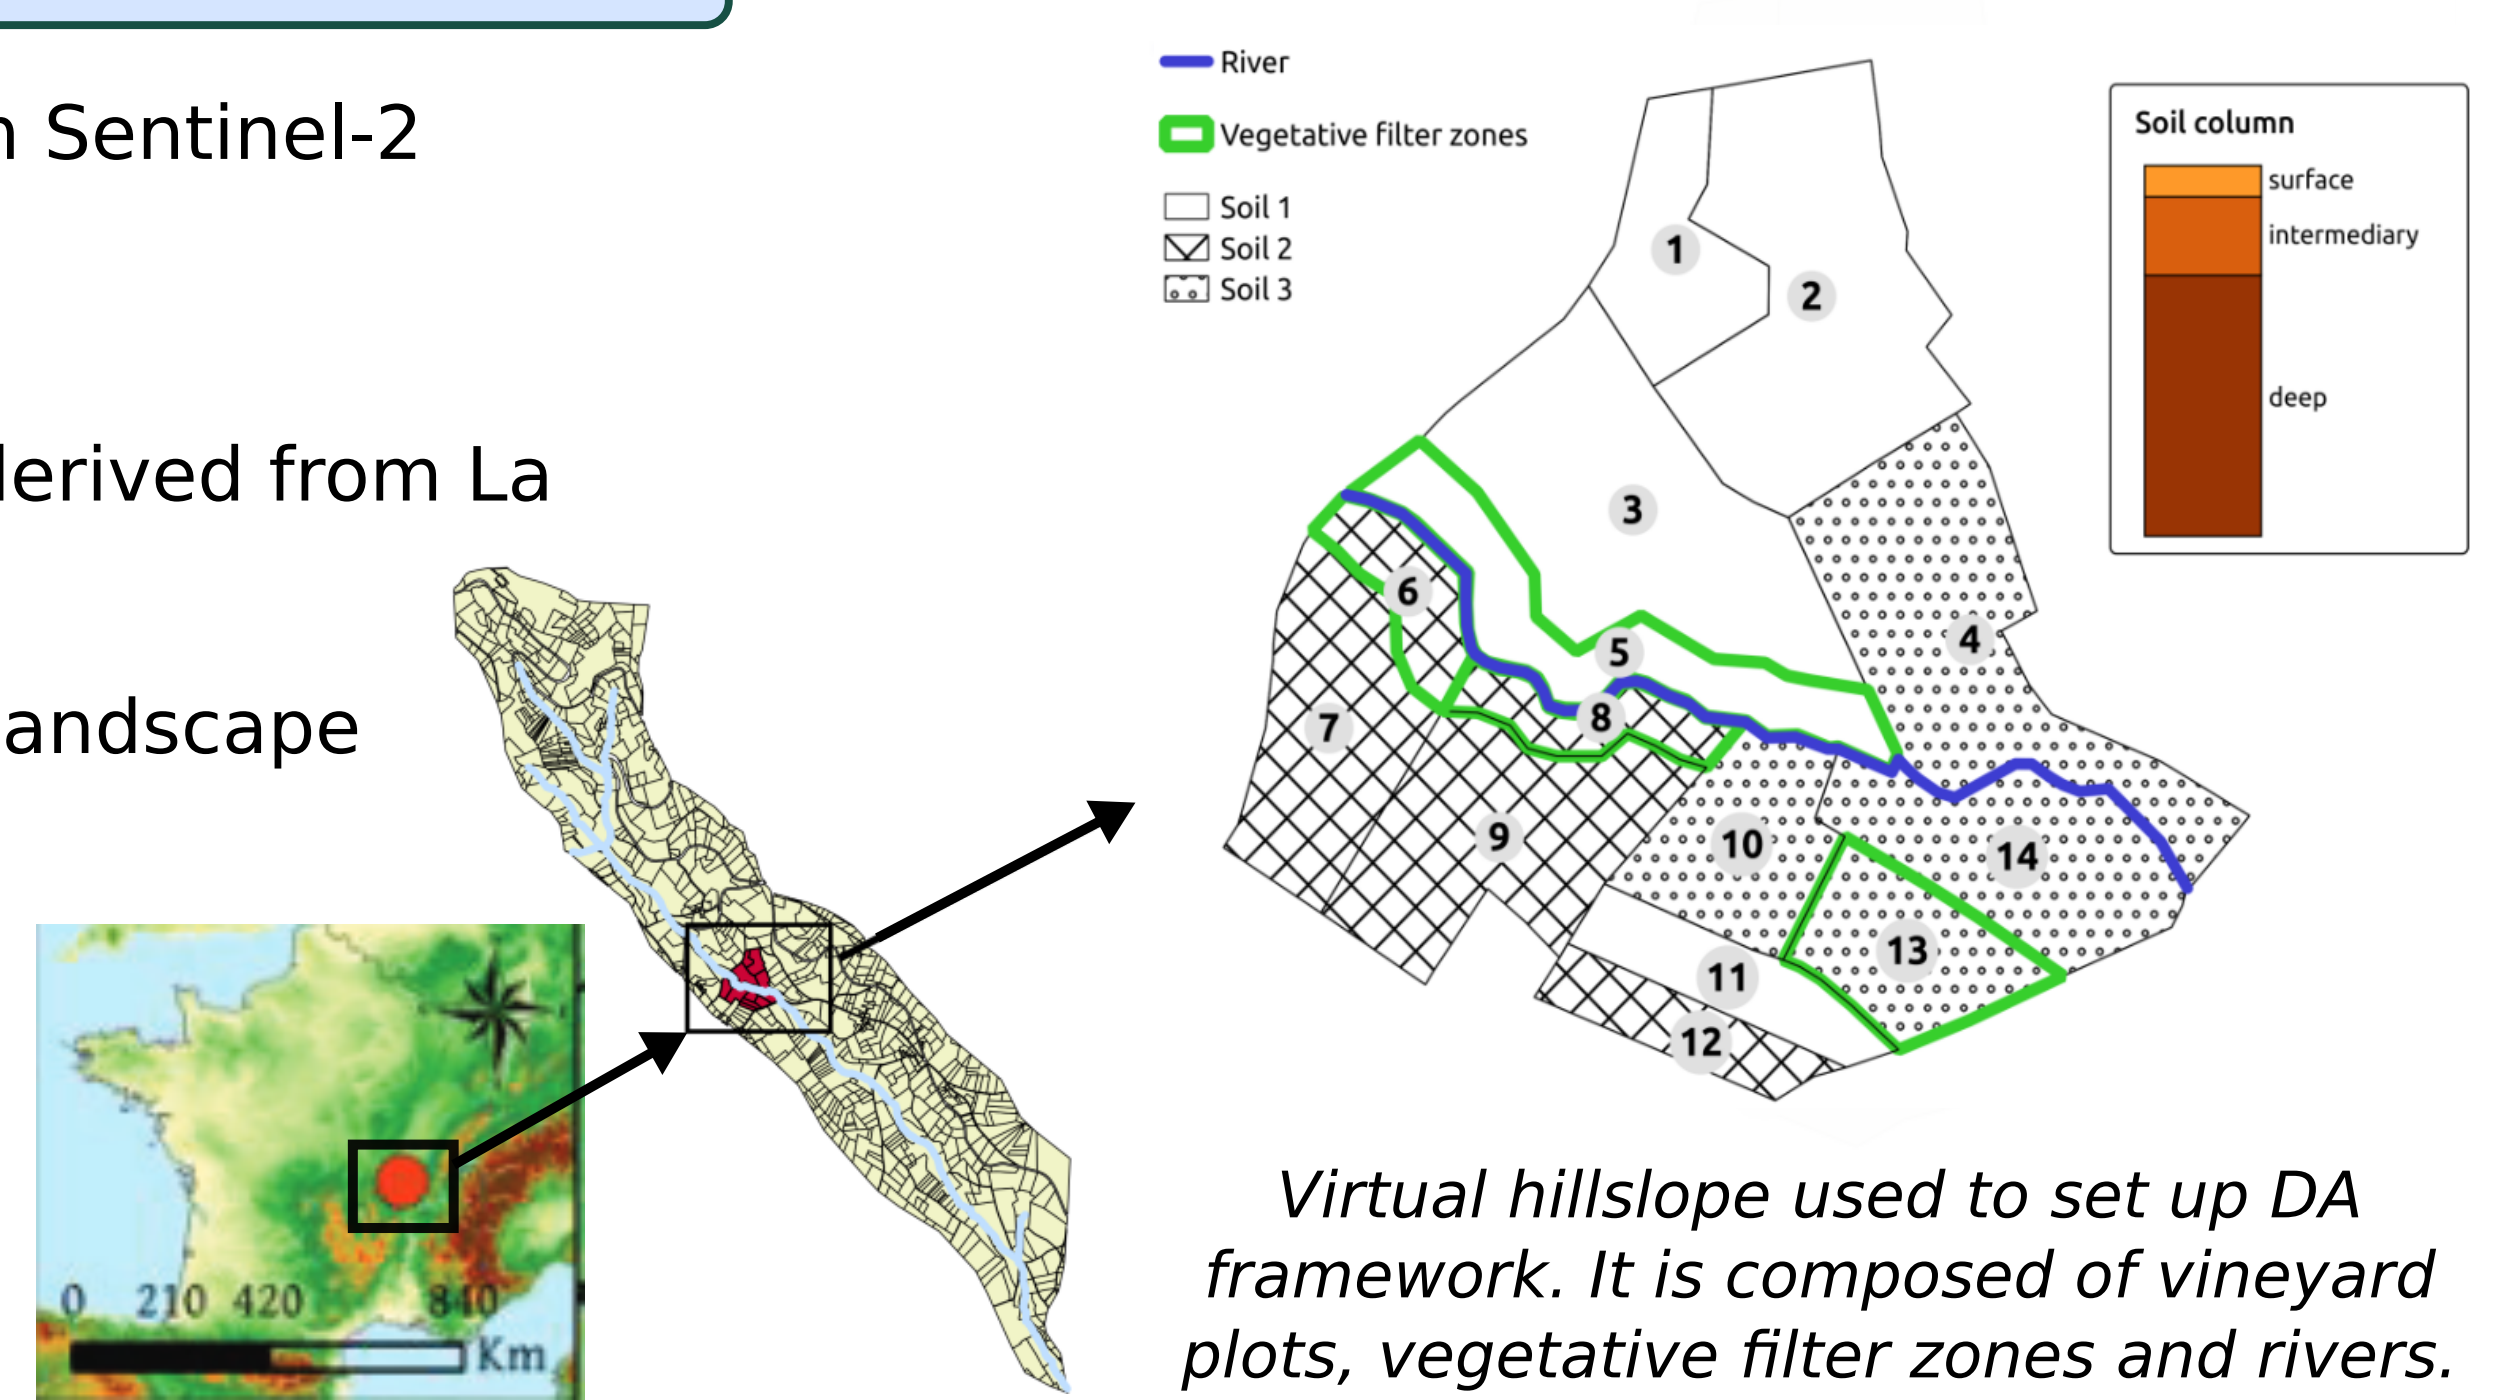 n Sentinel-2
derived from La
andscape
River
Vegetative filter zones
Soil 1
Soil 2
Soil 3
Soil column
surface
intermediary
deep
1
2
3
4
5
6
7
8
9
10
11
12
13
14
0 210 420 840
Km
Virtual hillslope used to set up DA
framework. It is composed of vineyard
plots, vegetative filter zones and rivers.